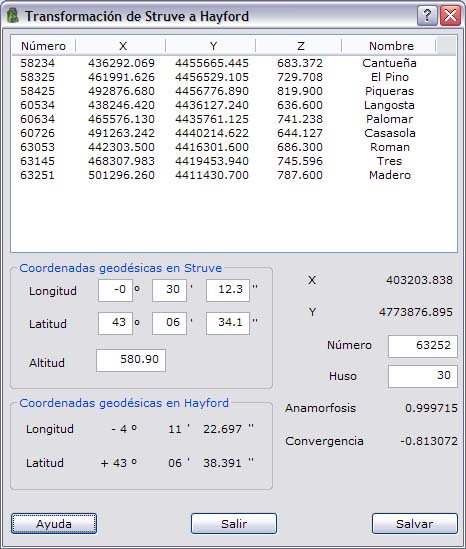 Transformación de Struve a Hayford
Número X Y Z Nombre
58234 436292.069 4455665.445 683.372 Cantueña
58325 461991.626 4456529.105 729.708 El Pino
58425 492876.680 4456776.890 819.900 Piqueras
60534 438246.420 4436127.240 636.600 Langosta
60634 465576.130 4435761.125 741.238 Palomar
60726 491263.242 4440214.622 644.127 Casasola
63053 442303.500 4416301.600 686.300 Roman
63145 468307.983 4419453.940 745.596 Tres
63251 501296.260 4411430.700 787.600 Madero
Coordenadas geodésicas en Struve
Longitud -0 º 30 ' 12.3 "
Latitud 43 º 06 ' 34.1 "
Altitud 580.90
X 403203.838
Y 4773876.895
Número 63252
Huso 30
Coordenadas geodésicas en Hayford
Longitud - 4 º 11 ' 22.697 "
Latitud + 43 º 06 ' 38.391 "
Anamorfosis 0.999715
Convergencia -0.813072
Ayuda Salir Salvar